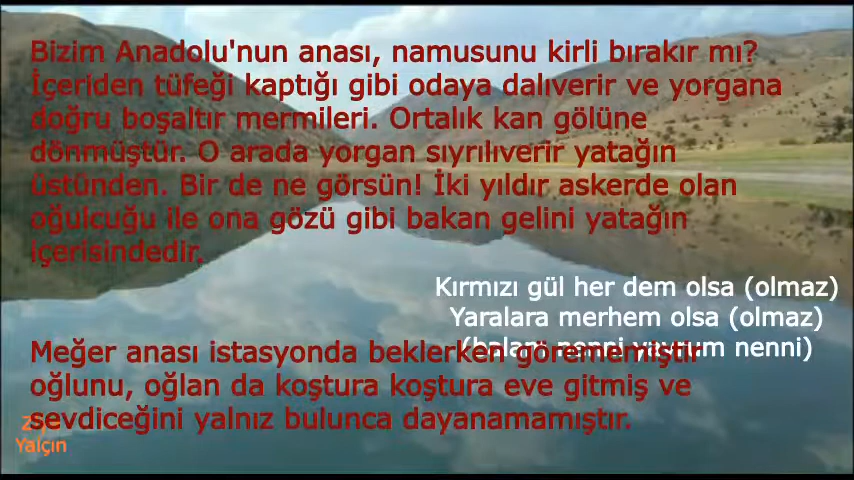 Bizim Anadolu'nun anası, namusunu kirli bırakır mı?
İçeriden tüfeği kaptığı gibi odaya dalıverir ve yorgana
doğru boşaltır mermileri. Ortalık kan gölüne
dönmüştür. O arada yorgan sıyrılıverir yatağın
üstünden. Bir de ne görsün! İki yıldır askerde olan
oğulcuğu ile ona gözü gibi bakan gelini yatağın
içerisindedir.
Kırmızı gül her dem olsa (olmaz)
Yaralara merhem olsa (olmaz)
nenni yavrum nenni)
Meğer anası istasyonda beklerken görememiştir
oğlunu, oğlan da koştura koştura eve gitmiş ve
sevdiceğini yalnız bulunca dayanamamıştır.
Yalçın